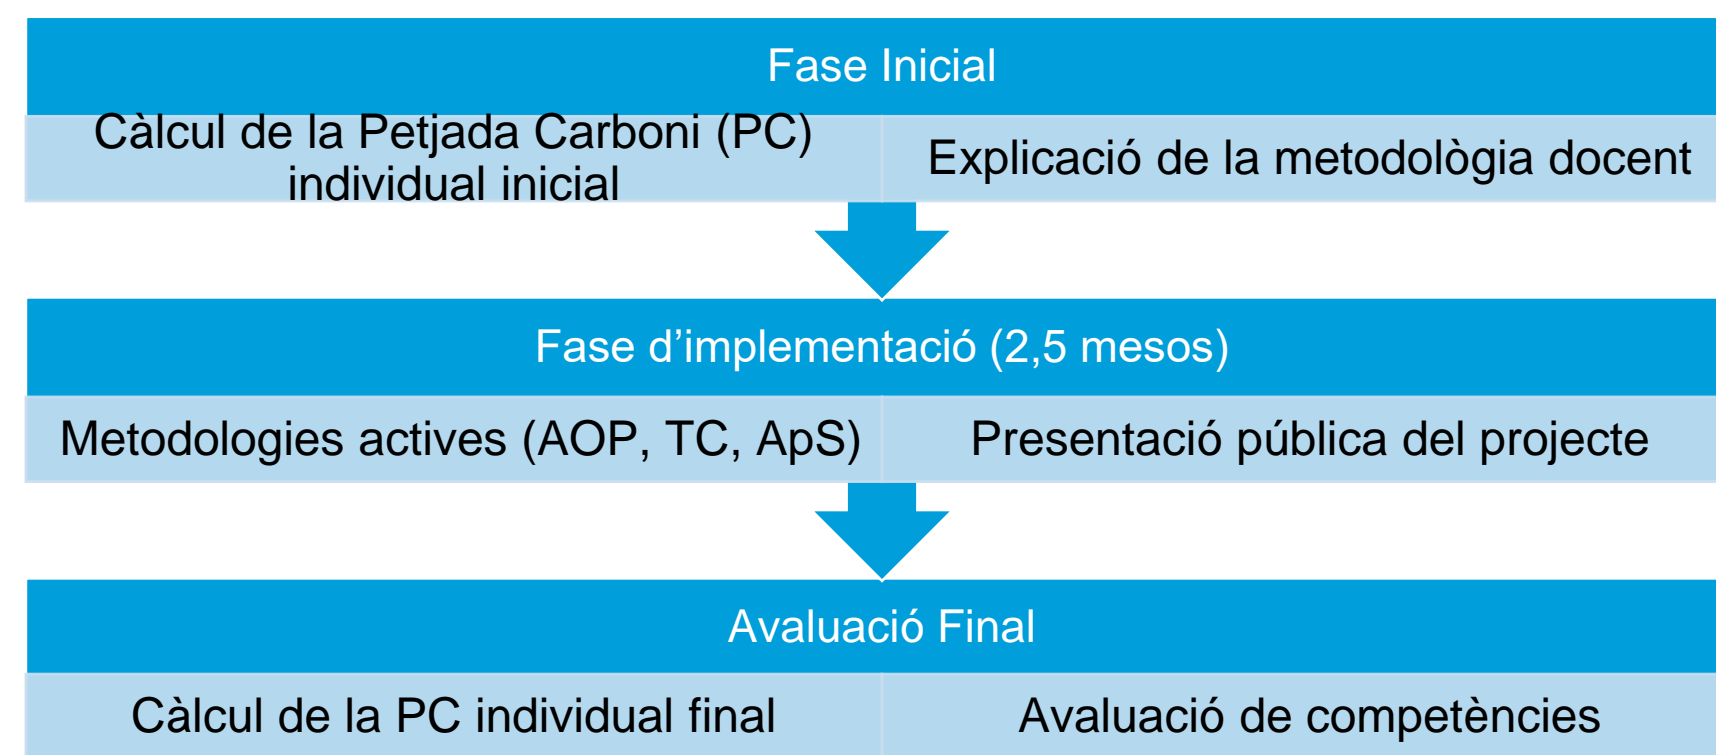 Fase Inicial
Càlcul de la Petjada Carboni (PC)
individual inicial
Explicació de la metodològia docent
Fase d’implementació (2,5 mesos)
Metodologies actives (AOP, TC, ApS)
Presentació pública del projecte
Avaluació Final
Càlcul de la PC individual final
Avaluació de competències